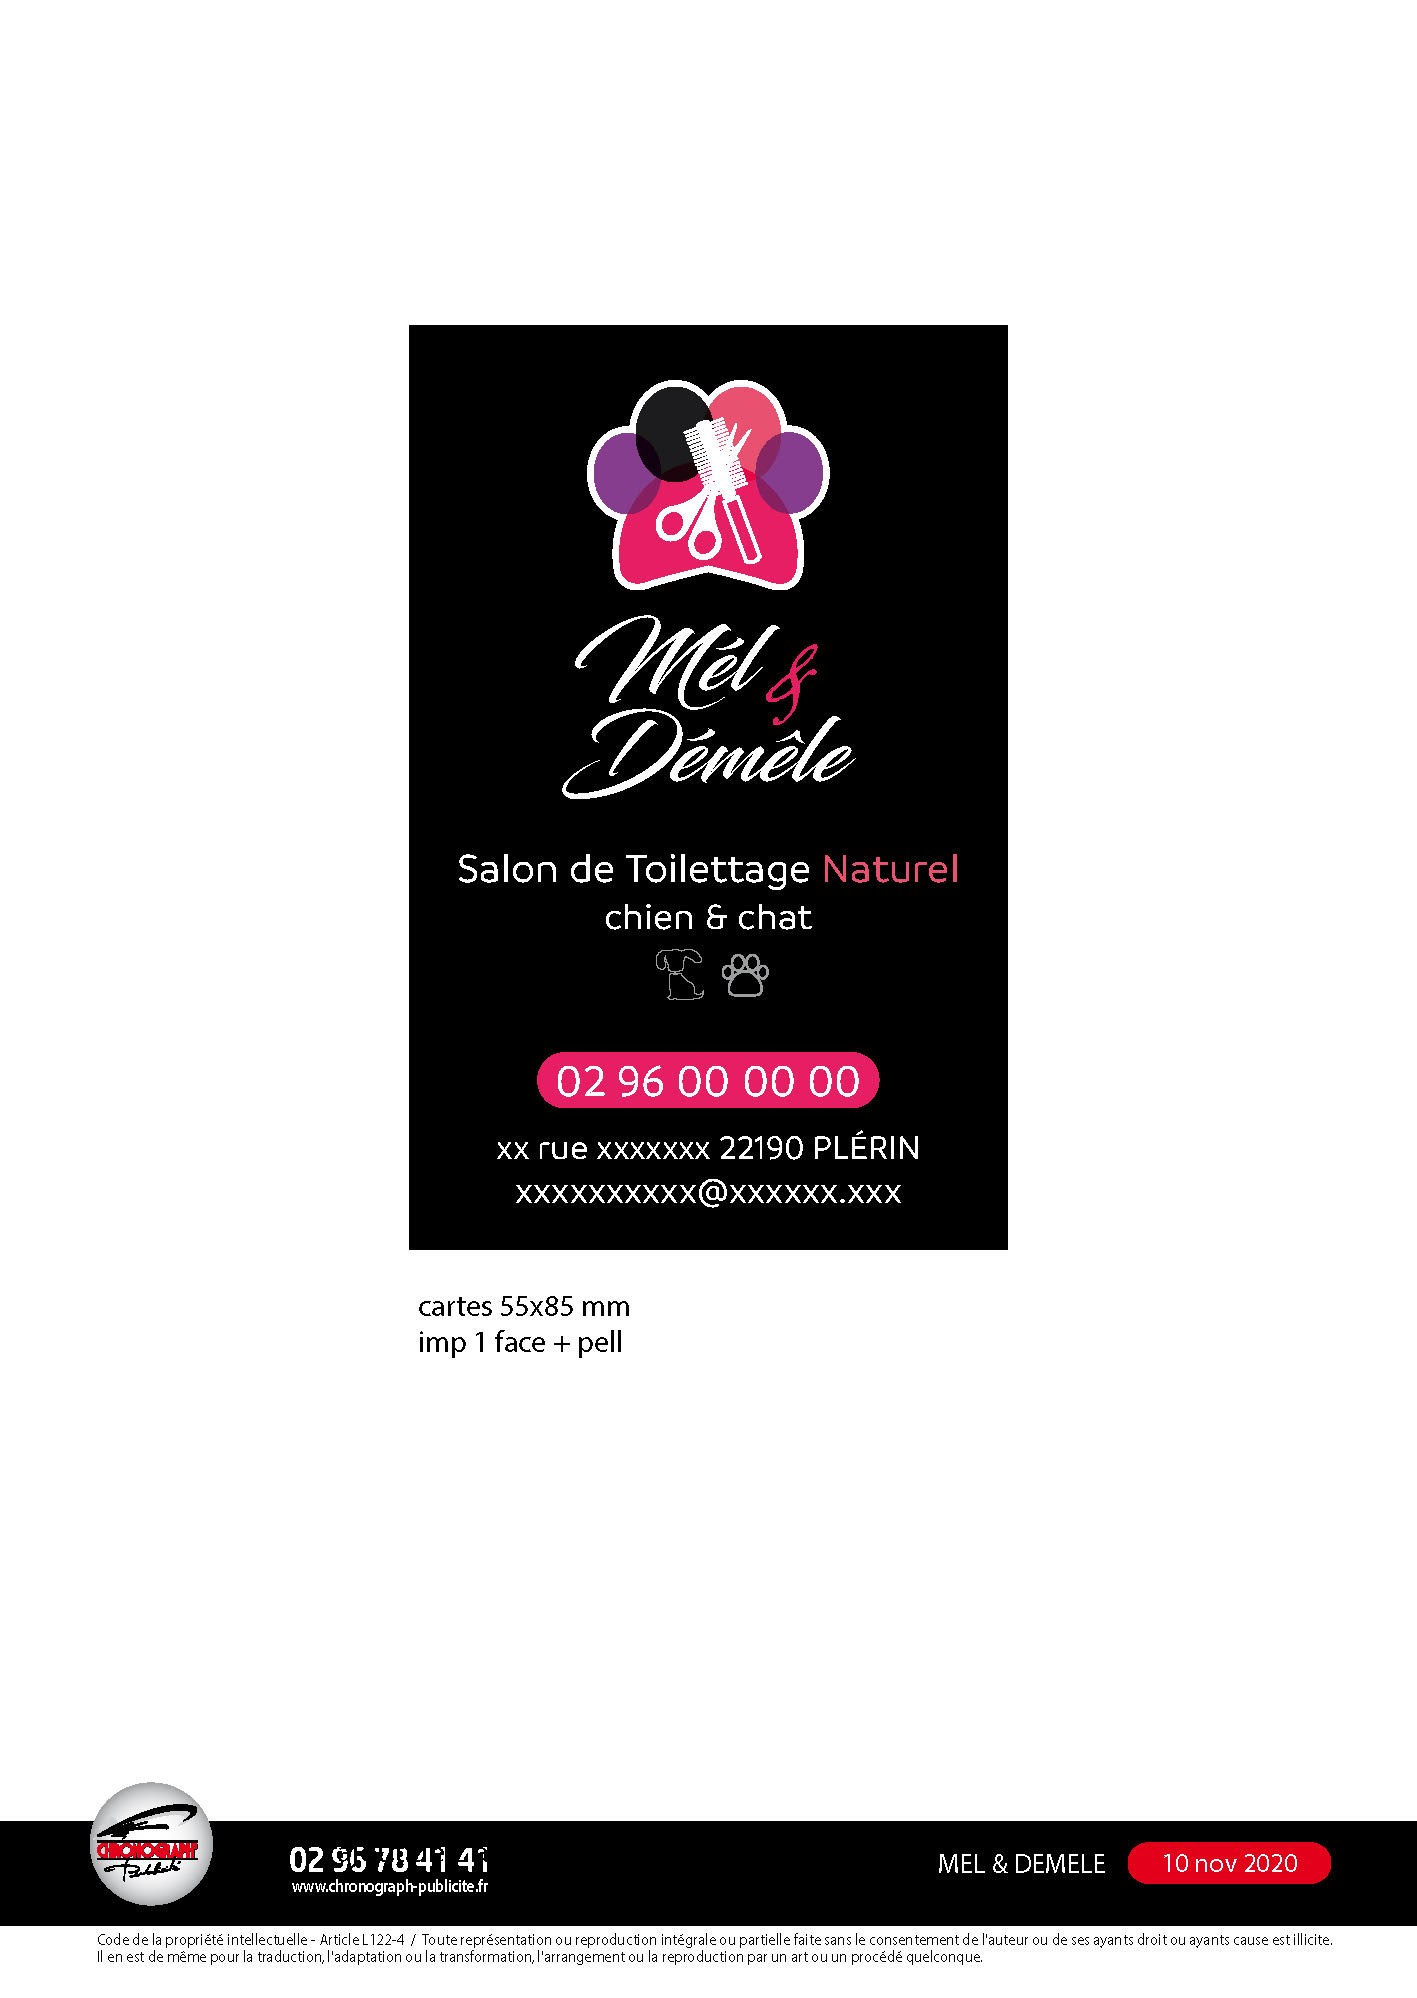 Mél &
Démêle
Salon de Toilettage Naturel
chien & chat
02 96 00 00 00
xx rue xxxxxxx 22190 PLÉRIN
xxxxxxxxxx@xxxxxx.xxx
cartes 55x85 mm
imp 1 face + pell
CHRONOGRAPH
Publicité
02 96 78 41 41
www.chronograph-publicite.fr
MEL & DEMELE
10 nov 2020
Code de la propriété intellectuelle - Article L122-4 / Toute représentation ou reproduction intégrale ou partielle faite sans le consentement de l'auteur ou de ses ayants droit ou ayants cause est illicite.
Il en est de même pour la traduction, l'adaptation ou la transformation, l'arrangement ou la reproduction par un art ou un procédé quelconque.